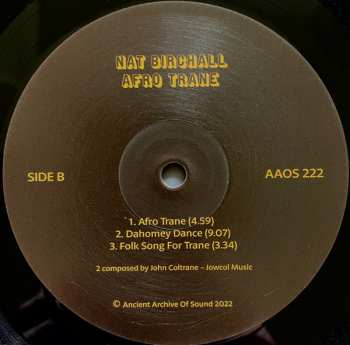 NAT BIRCHALL
AFRO TRANE
SIDE B
AAOS 222
1. Afro Trane (4.59)
2. Dahomey Dance (9.07)
3. Folk Song For Trane (3.34)
2 composed by John Coltrane – Jowcol Music
© Ancient Archive Of Sound 2022